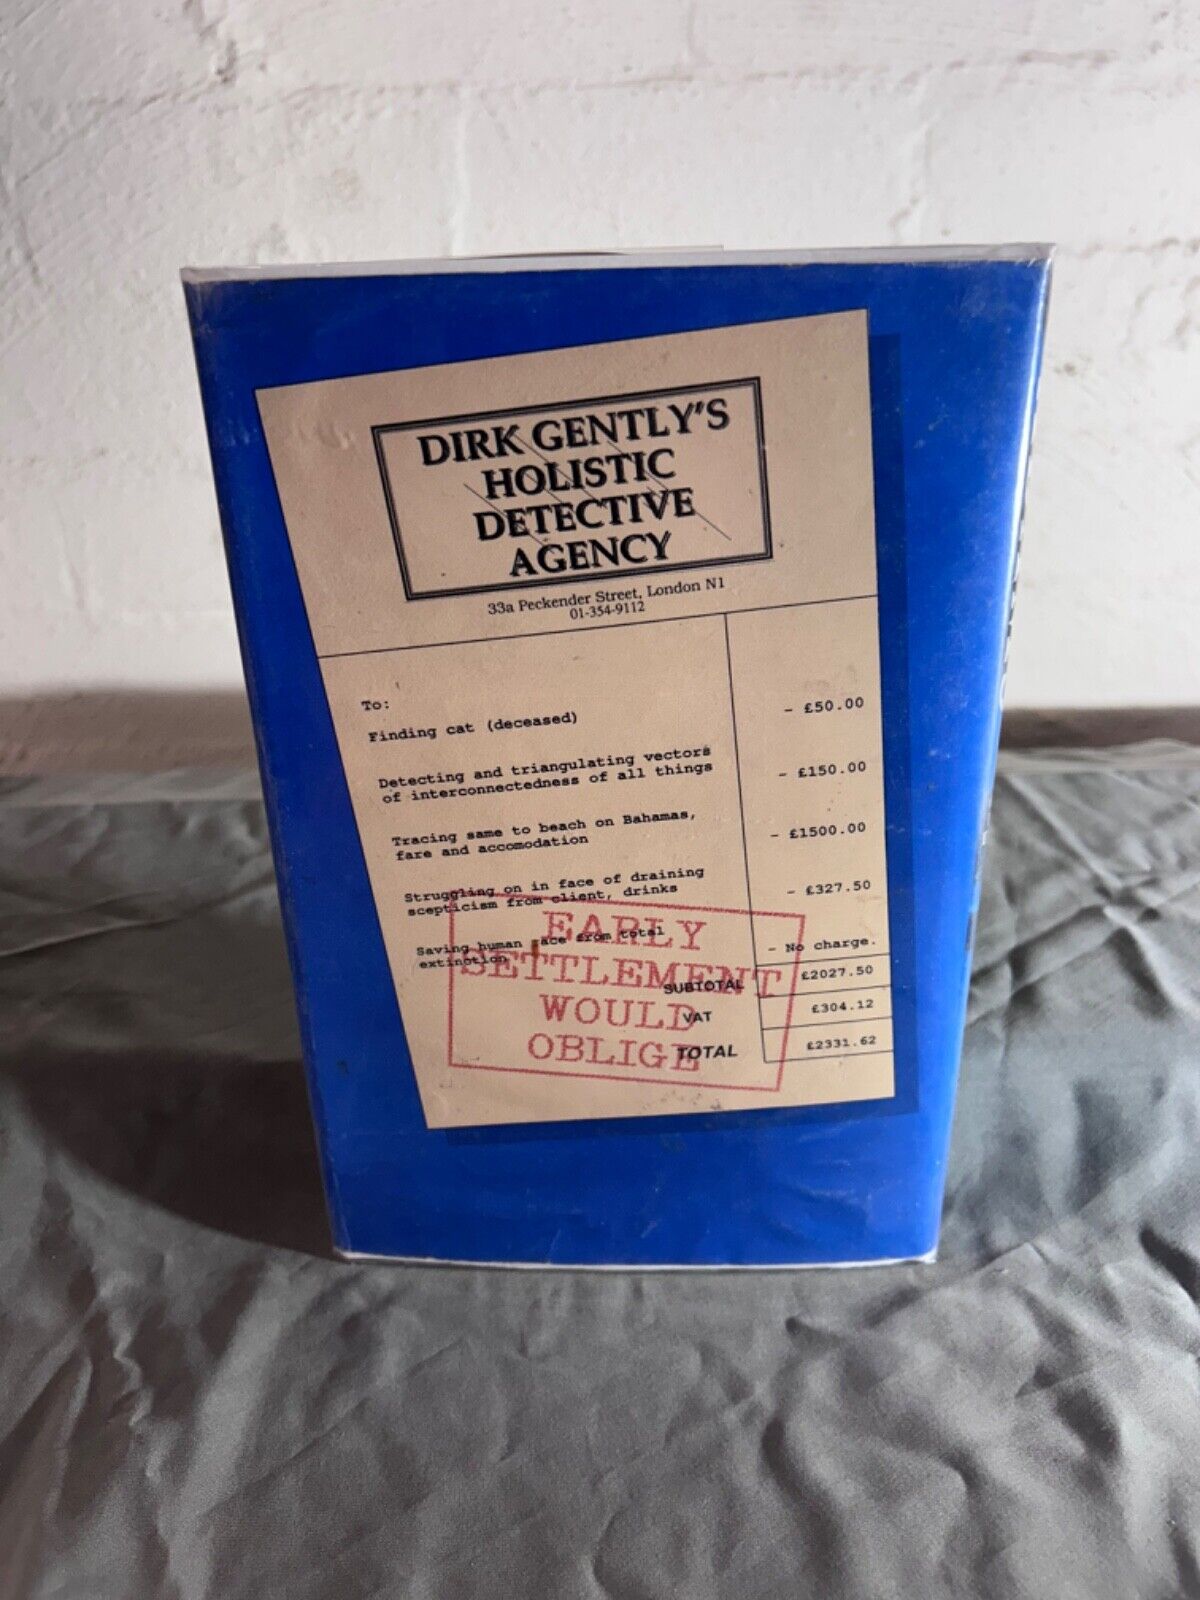 DIRK GENTLY'S
HOLISTIC
DETECTIVE
AGENCY
33a Peckender Street, London N1
01-354-9112
To:
Finding cat (deceased) - £50.00
Detecting and triangulating vectors
of interconnectedness of all things - £150.00
Tracing same to beach on Bahamas,
fare and accomodation - £1500.00
Struggling on in face of draining
scepticism from client, drinks - £327.50
Saving human race from total
extinction - No charge.
SUBTOTAL £2027.50
VAT £304.12
TOTAL £2331.62
EARLY
SETTLEMENT
WOULD
OBLIGE